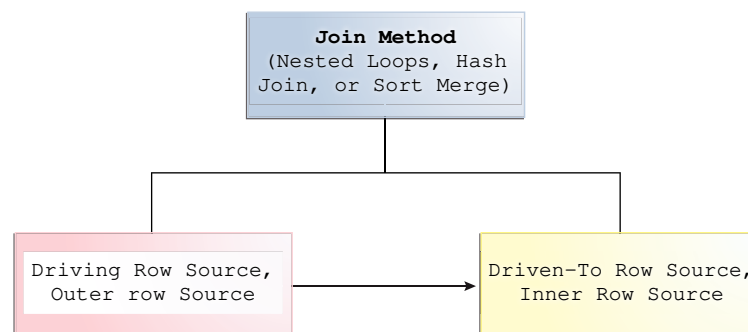 Join Method
(Nested Loops, Hash
Join, or Sort Merge)
Driving Row Source,
Outer row Source
Driven-To Row Source,
Inner Row Source